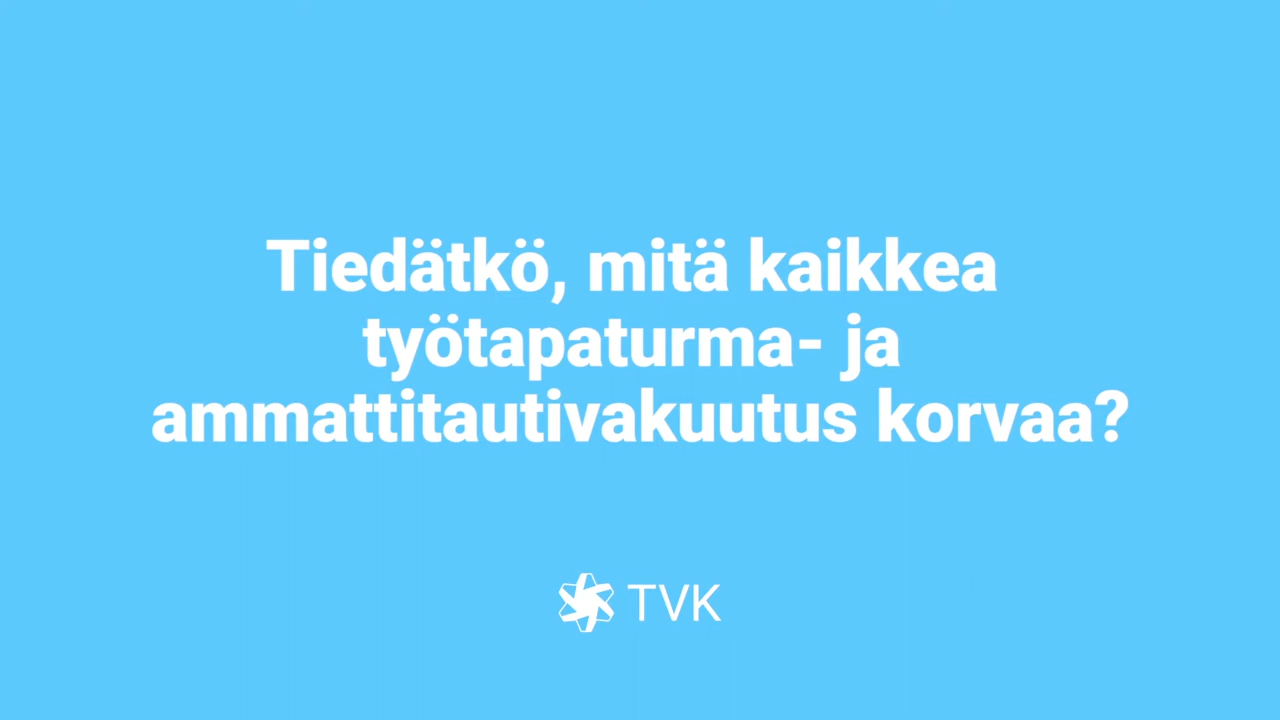 Tiedätkö, mitä kaikkea
työtapaturma- ja
ammattitautivakuutus korvaa?
TVK